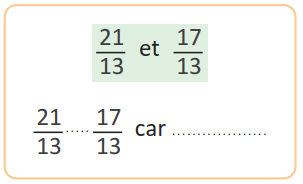 21/13 et 17/13
21/13 ..... 17/13 car ...................